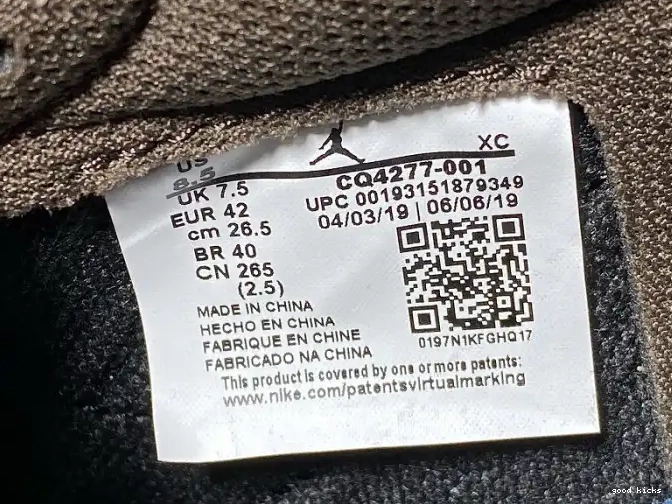 XC
US
8.5
UK 7.5
EUR 42
cm 26.5
BR 40
CN 265
(2.5)
CQ4277-001
UPC 00193151879349
04/03/19 | 06/06/19
0197N1KFGHQ17
MADE IN CHINA
HECHO EN CHINA
FABRIQUE EN CHINE
FABRICADO NA CHINA
This product is covered by one or more patents:
www.nike.com/patentsvirtualmarking
good kicks